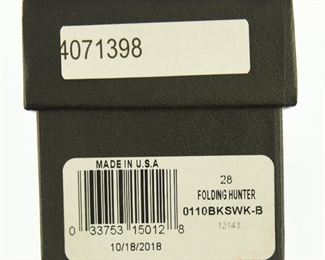 4071398
MADE IN U.S.A
28
FOLDING HUNTER
0110BKSWK-B
12143
0 33753 15012 8
10/18/2018